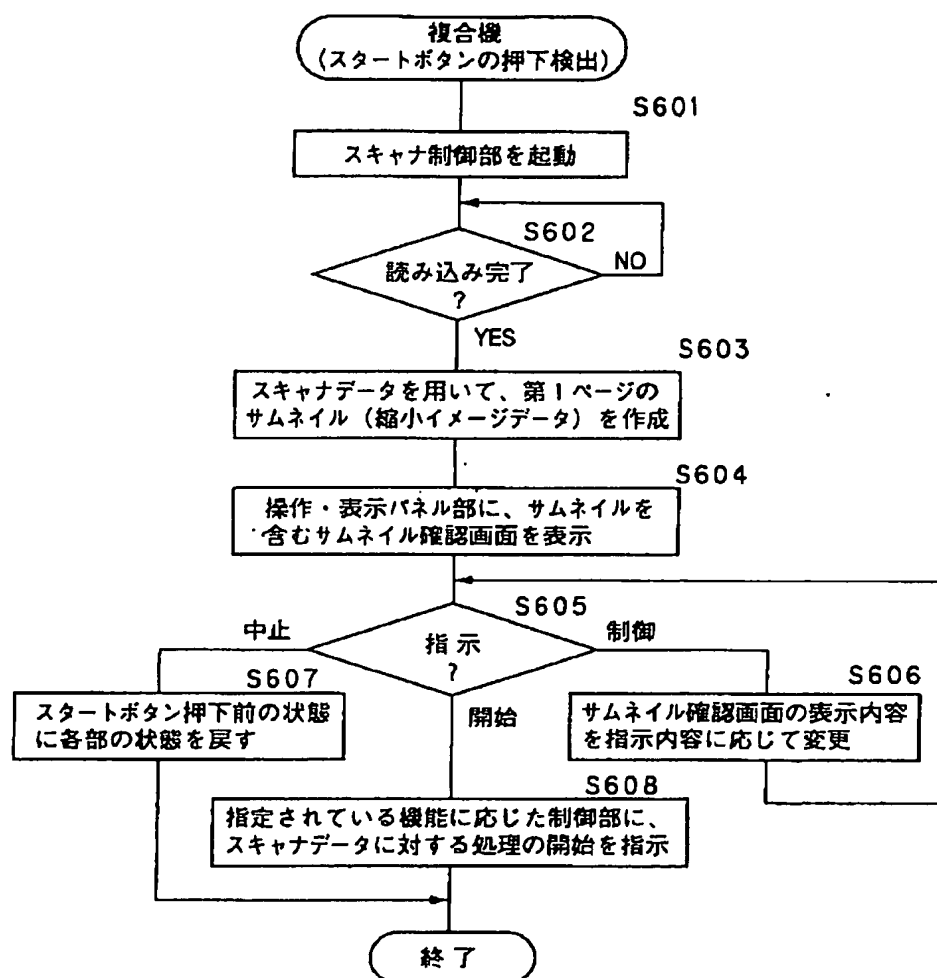 複合機
(スタートボタンの押下検出)
S601
スキャナ制御部を起動
S602
読み込み完了
?
NO
YES
S603
スキャナデータを用いて、第1ページの
サムネイル(縮小イメージデータ)を作成
S604
操作・表示パネル部に、サムネイルを
含むサムネイル確認画面を表示
S605
中止
指示
?
制御
開始
S607
スタートボタン押下前の状態
に各部の状態を戻す
S606
サムネイル確認画面の表示内容
を指示内容に応じて変更
S608
指定されている機能に応じた制御部に、
スキャナデータに対する処理の開始を指示
終了